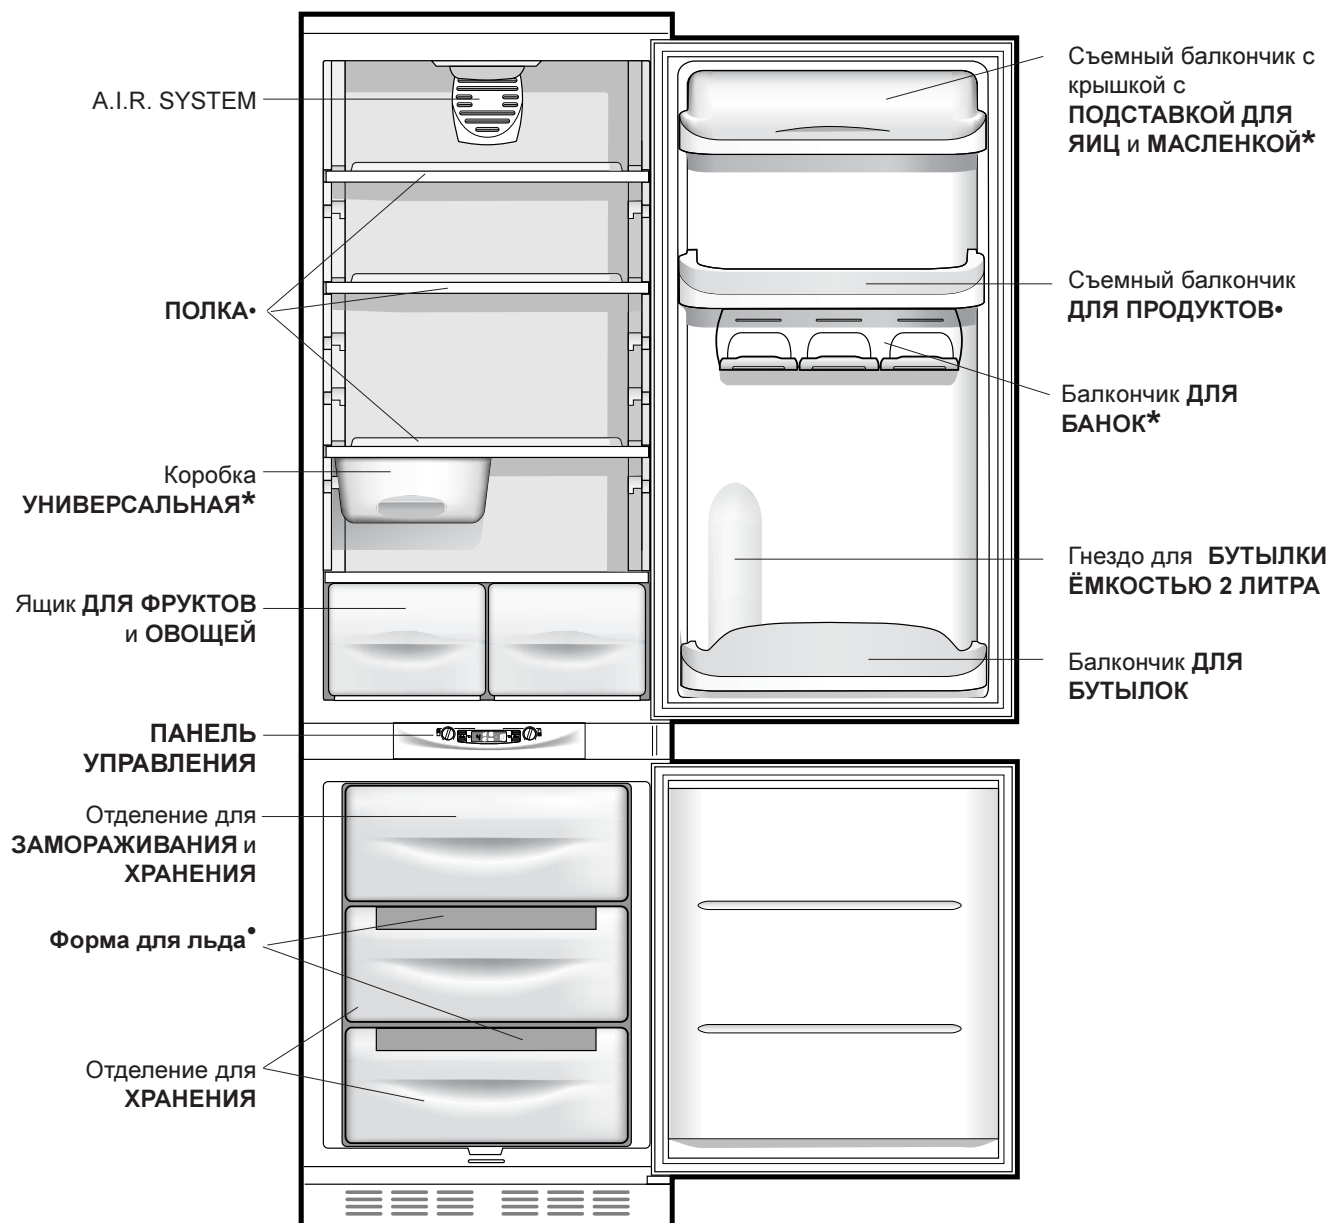 A.I.R. SYSTEM
ПОЛКА•
Коробка
УНИВЕРСАЛЬНАЯ*
Ящик ДЛЯ ФРУКТОВ
и ОВОЩЕЙ
ПАНЕЛЬ
УПРАВЛЕНИЯ
Отделение для
ЗАМОРАЖИВАНИЯ и
ХРАНЕНИЯ
Форма для льда•
Отделение для
ХРАНЕНИЯ
Съемный балкончик с
крышкой с
ПОДСТАВКОЙ ДЛЯ
ЯИЦ и МАСЛЕНКОЙ*
Съемный балкончик
ДЛЯ ПРОДУКТОВ•
Балкончик ДЛЯ
БАНОК*
Гнездо для БУТЫЛКИ
ЁМКОСТЬЮ 2 ЛИТРА
Балкончик ДЛЯ
БУТЫЛОК